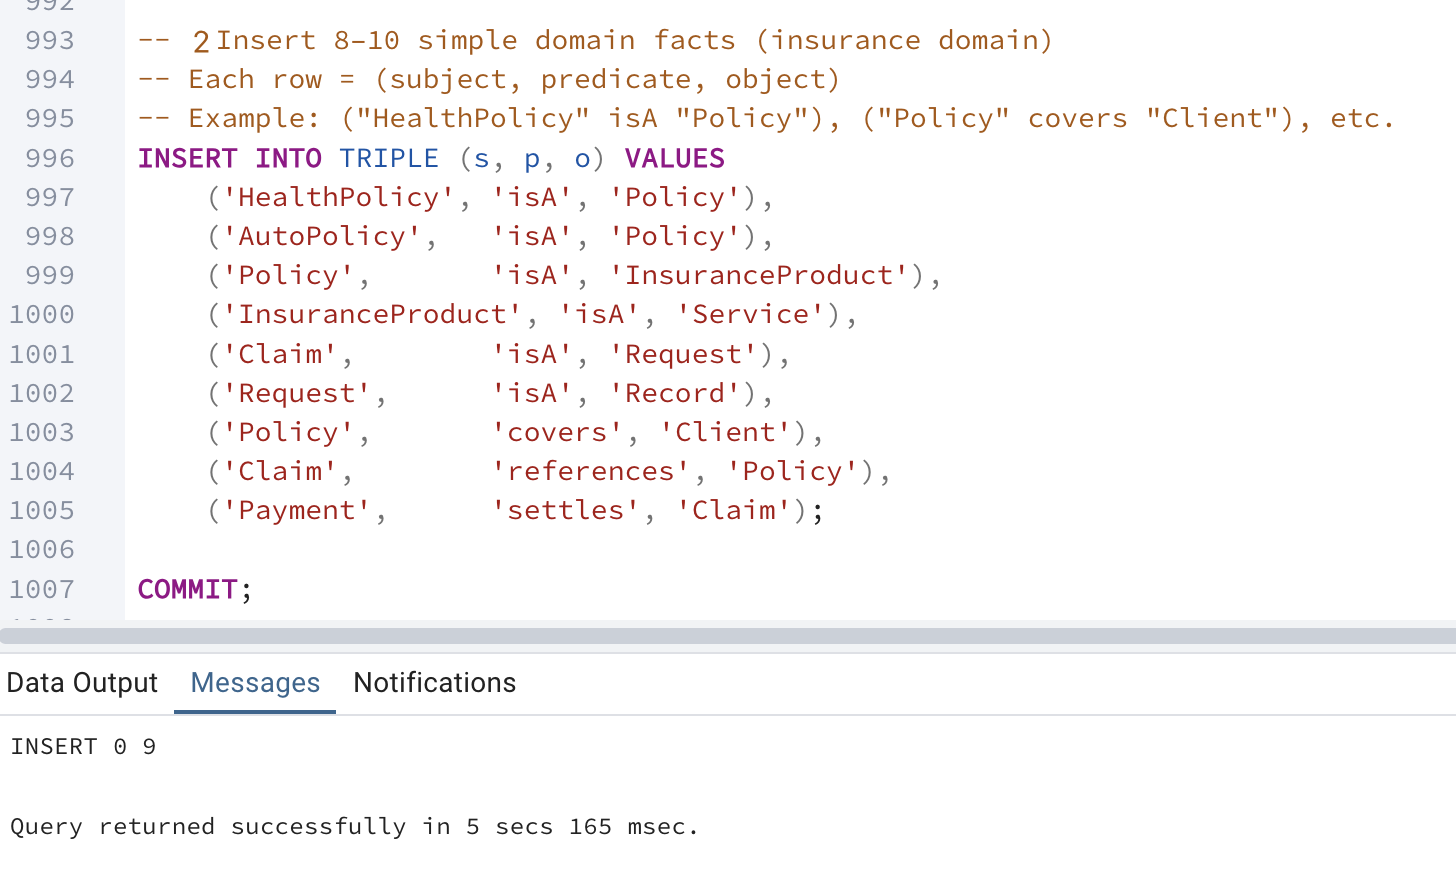 992
993 -- 2 Insert 8–10 simple domain facts (insurance domain)
994 -- Each row = (subject, predicate, object)
995 -- Example: ("HealthPolicy" isA "Policy"), ("Policy" covers "Client"), etc.
996 INSERT INTO TRIPLE (s, p, o) VALUES
997     ('HealthPolicy', 'isA', 'Policy'),
998     ('AutoPolicy',   'isA', 'Policy'),
999     ('Policy',       'isA', 'InsuranceProduct'),
1000     ('InsuranceProduct', 'isA', 'Service'),
1001     ('Claim',        'isA', 'Request'),
1002     ('Request',      'isA', 'Record'),
1003     ('Policy',       'covers', 'Client'),
1004     ('Claim',        'references', 'Policy'),
1005     ('Payment',      'settles', 'Claim');
1006
1007 COMMIT;
Data Output Messages Notifications
INSERT 0 9
Query returned successfully in 5 secs 165 msec.